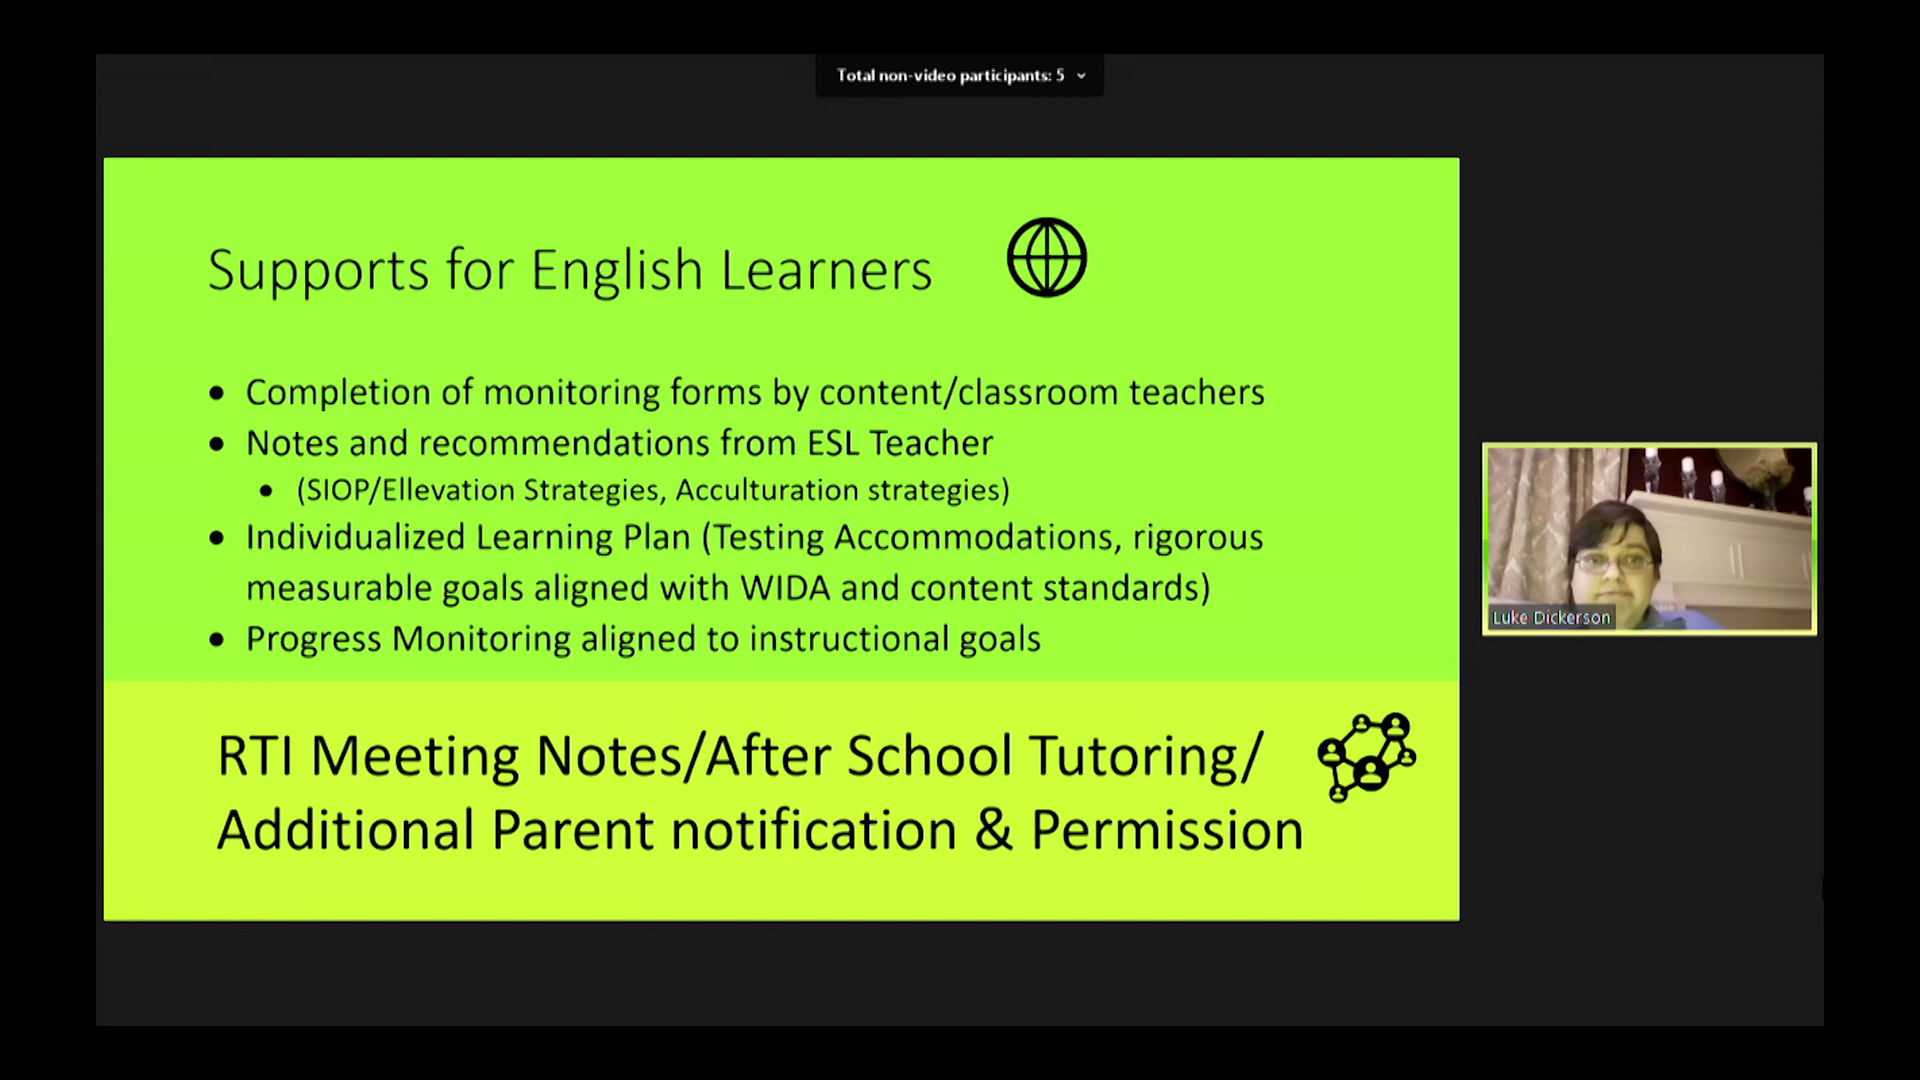 Total non-video participants: 5
Supports for English Learners
• Completion of monitoring forms by content/classroom teachers
• Notes and recommendations from ESL Teacher
• (SIOP/Ellevation Strategies, Acculturation strategies)
• Individualized Learning Plan (Testing Accommodations, rigorous
measurable goals aligned with WIDA and content standards)
• Progress Monitoring aligned to instructional goals
RTI Meeting Notes/After School Tutoring/
Additional Parent notification & Permission
Luke Dickerson